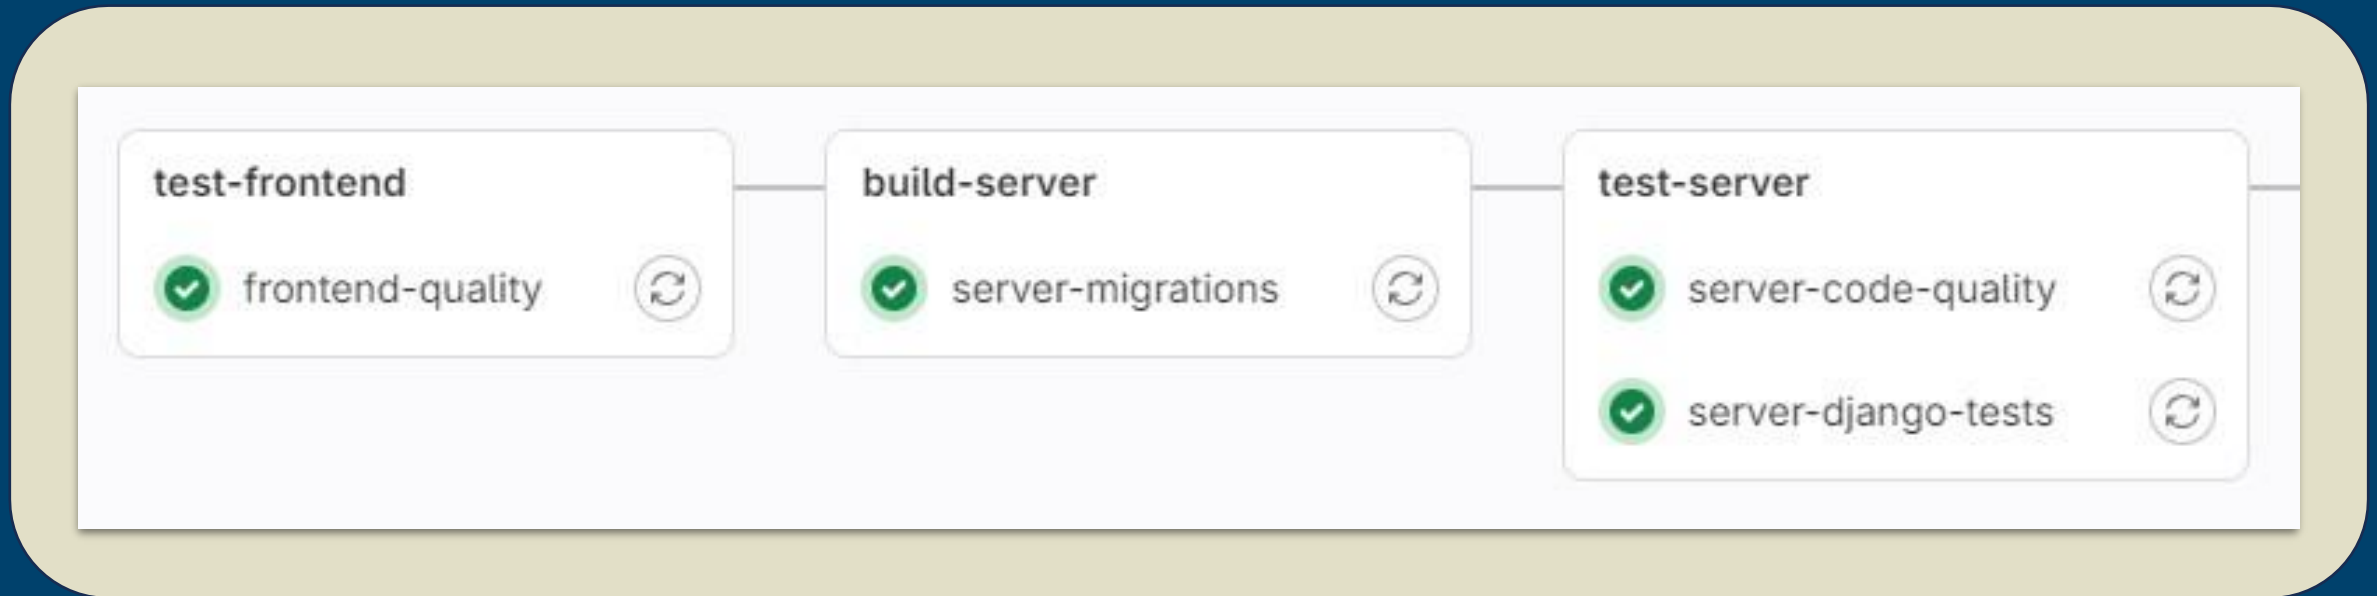 test-frontend
frontend-quality
build-server
server-migrations
test-server
server-code-quality
server-django-tests